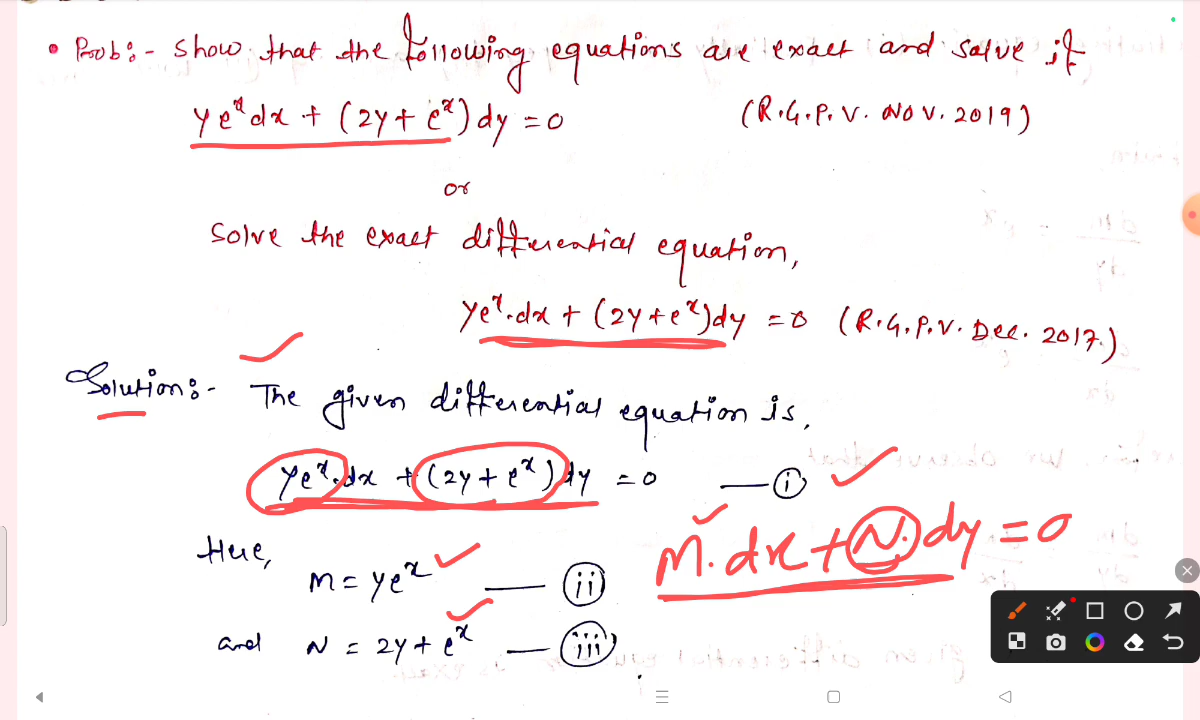 • Prob:- Show that the following equations are exact and solve it
ye^x dx + (2y + e^x) dy = 0 (R.G.P.V. NOV. 2019)
or
Solve the exact differential equation,
ye^x.dx + (2y+e^x)dy = 0 (R.G.P.V. Dec. 2017.)
Solution:- The given differential equation is,
ye^x.dx + (2y + e^x) dy = 0 — (i)
M.dx + (N.)dy = 0
Here,
M = ye^x — (ii)
and N = 2y + e^x — (iii)